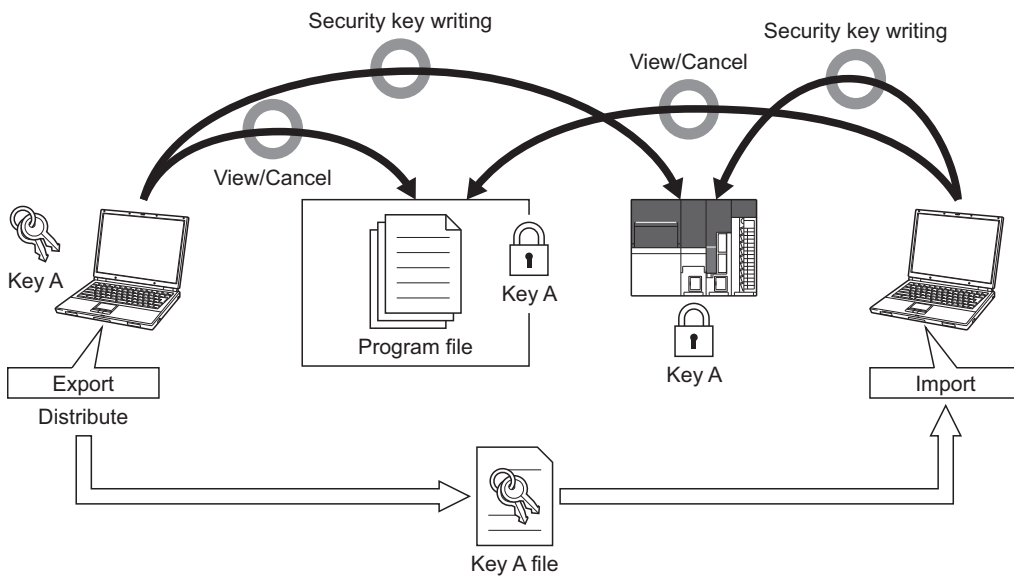 Security key writing
Security key writing
View/Cancel
View/Cancel
Key A
Key A
Program file
Key A
Export
Import
Distribute
Key A file